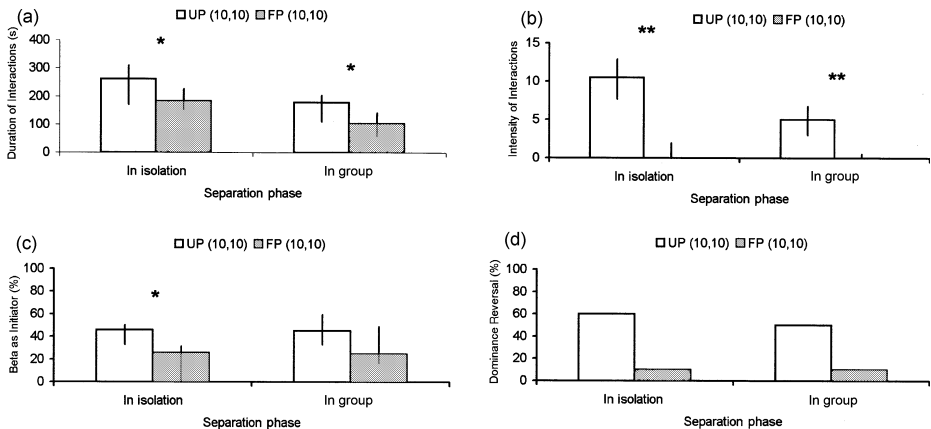 (a)
UP (10,10) FP (10,10)
Duration of Interactions (s)
400
300
200
100
0
*
*
In isolation In group
Separation phase
(b)
UP (10,10) FP (10,10)
Intensity of Interactions
15
10
5
0
**
**
In isolation In group
Separation phase
(c)
UP (10,10) FP (10,10)
Beta as Initiator (%)
100
80
60
40
20
0
*
In isolation In group
Separation phase
(d)
UP (10,10) FP (10,10)
Dominance Reversal (%)
100
80
60
40
20
0
In isolation In group
Separation phase